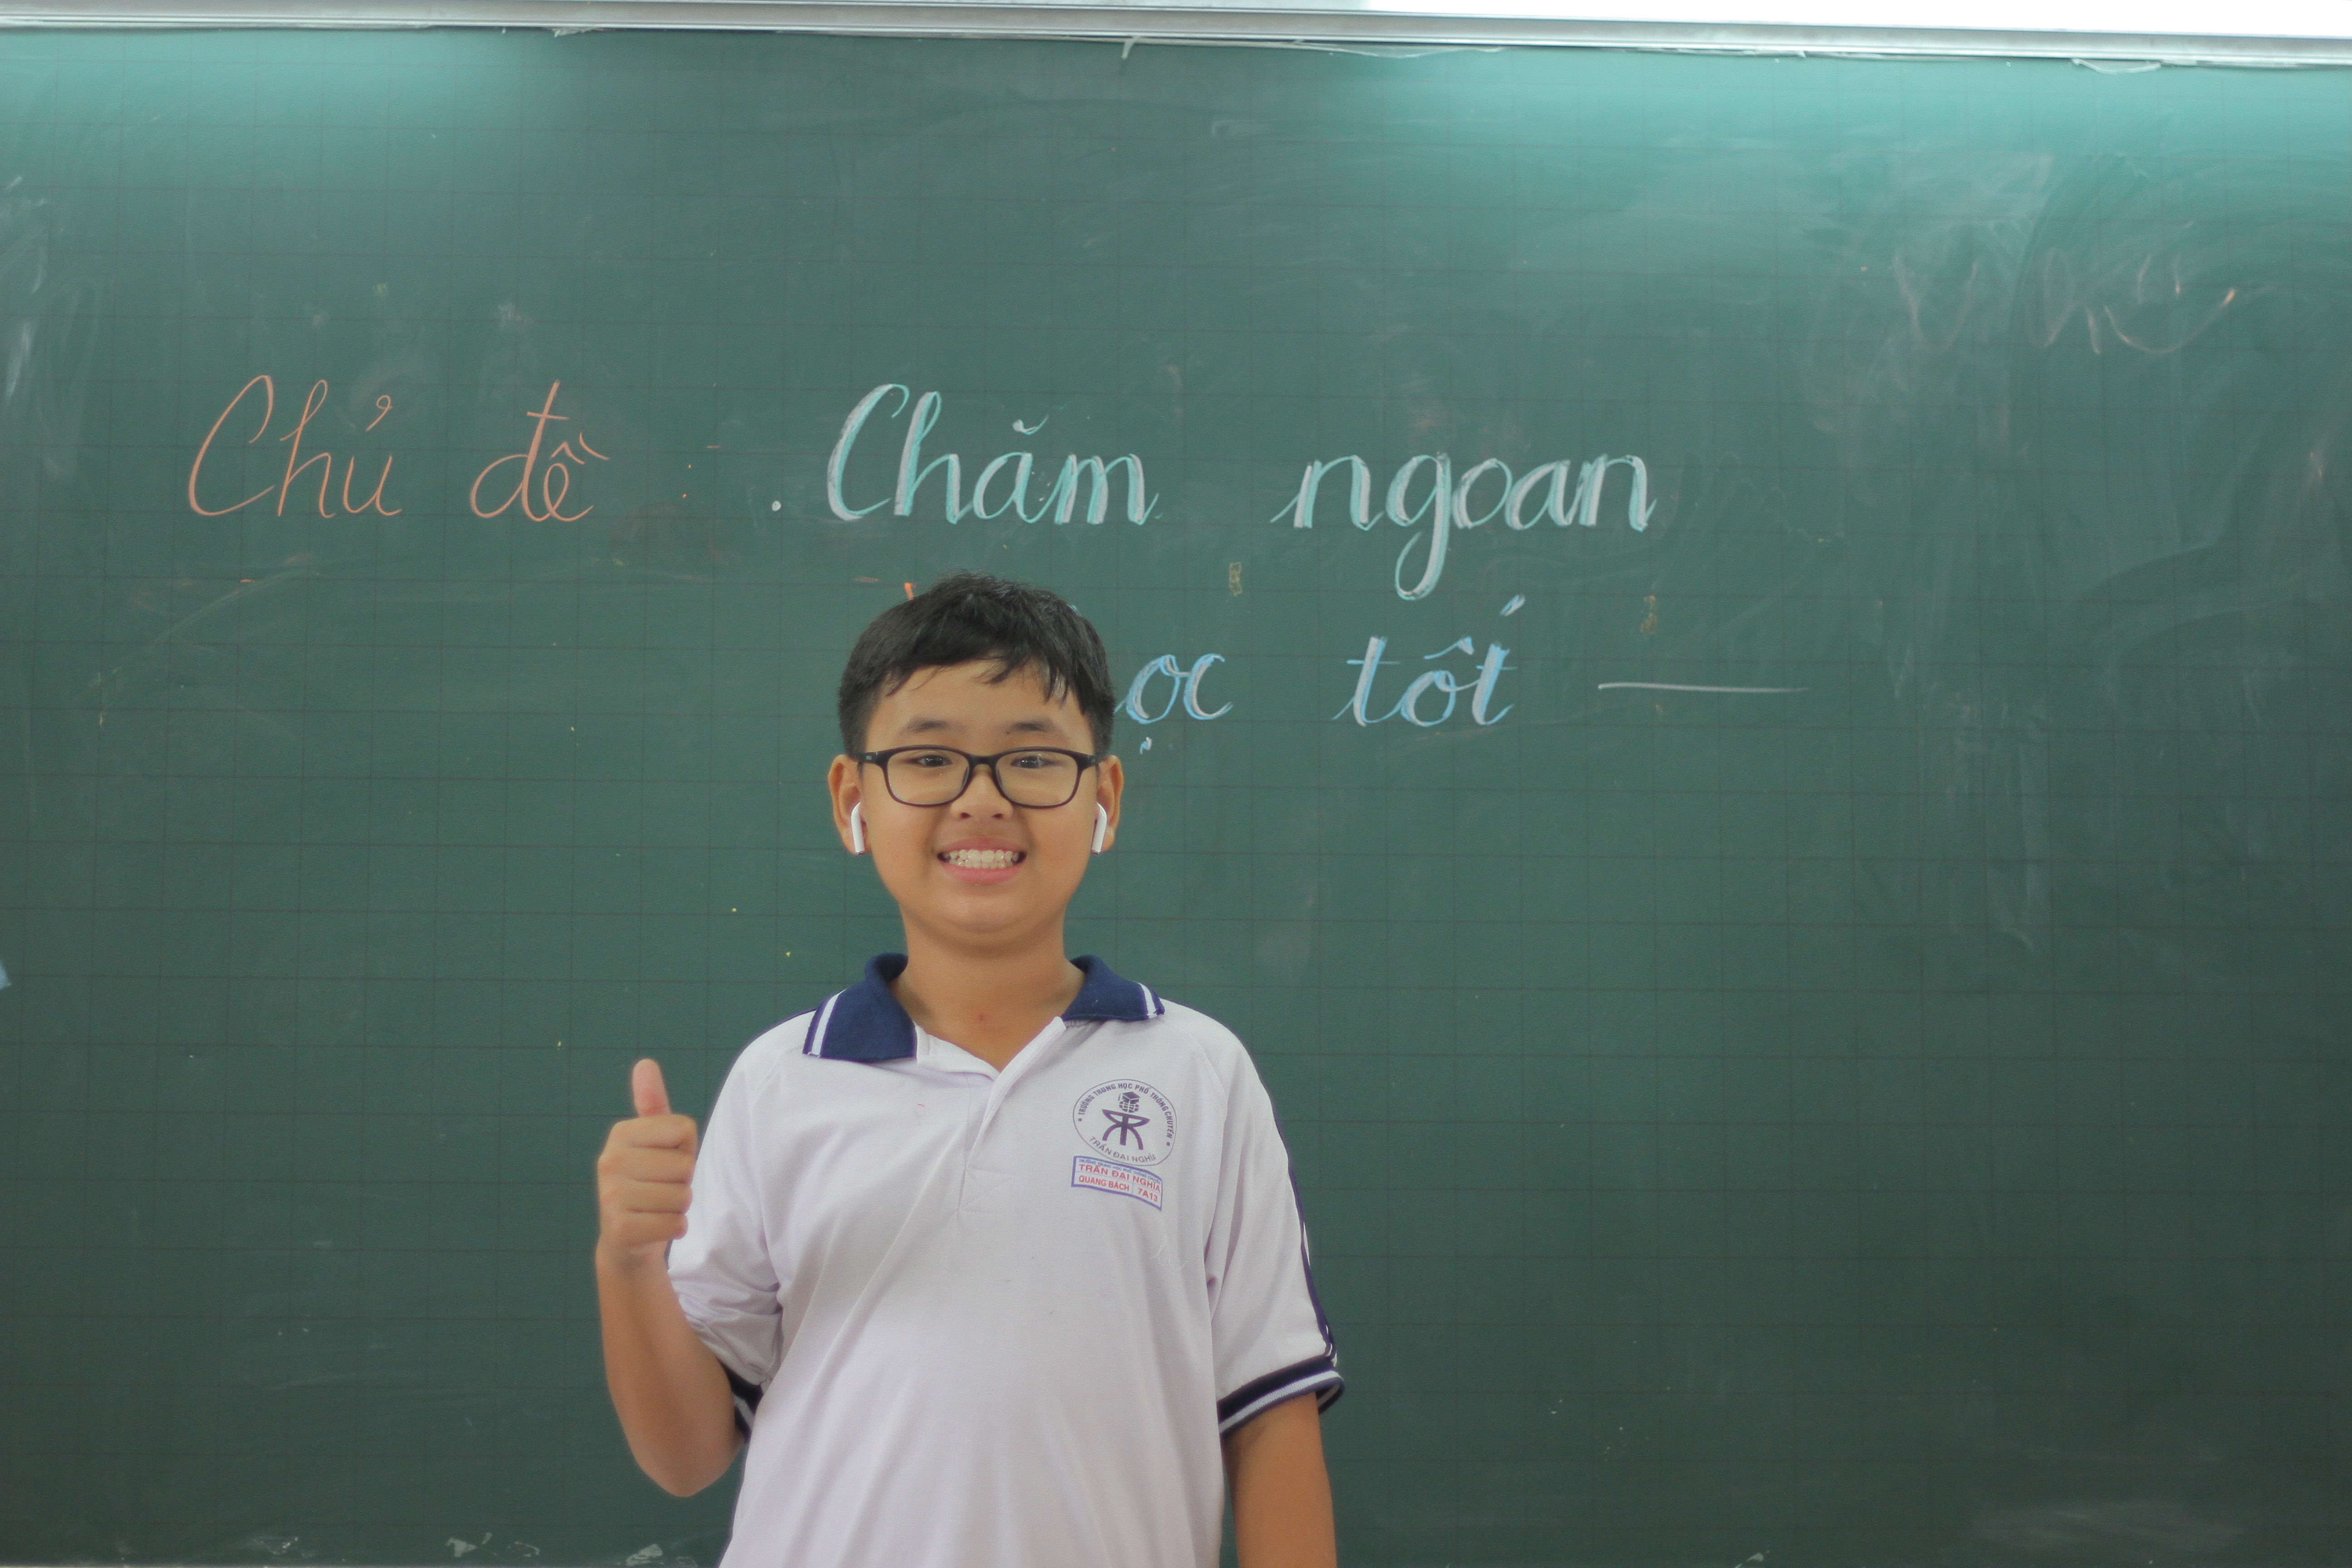 Chủ đề . Chăm ngoan
ọc tốt
TRƯỜNG TRUNG HỌC PHỔ THÔNG CHUYÊN
TRẦN ĐẠI NGHĨA
TRẦN ĐẠI NGHĨA
QUANG BÁCH 7A13